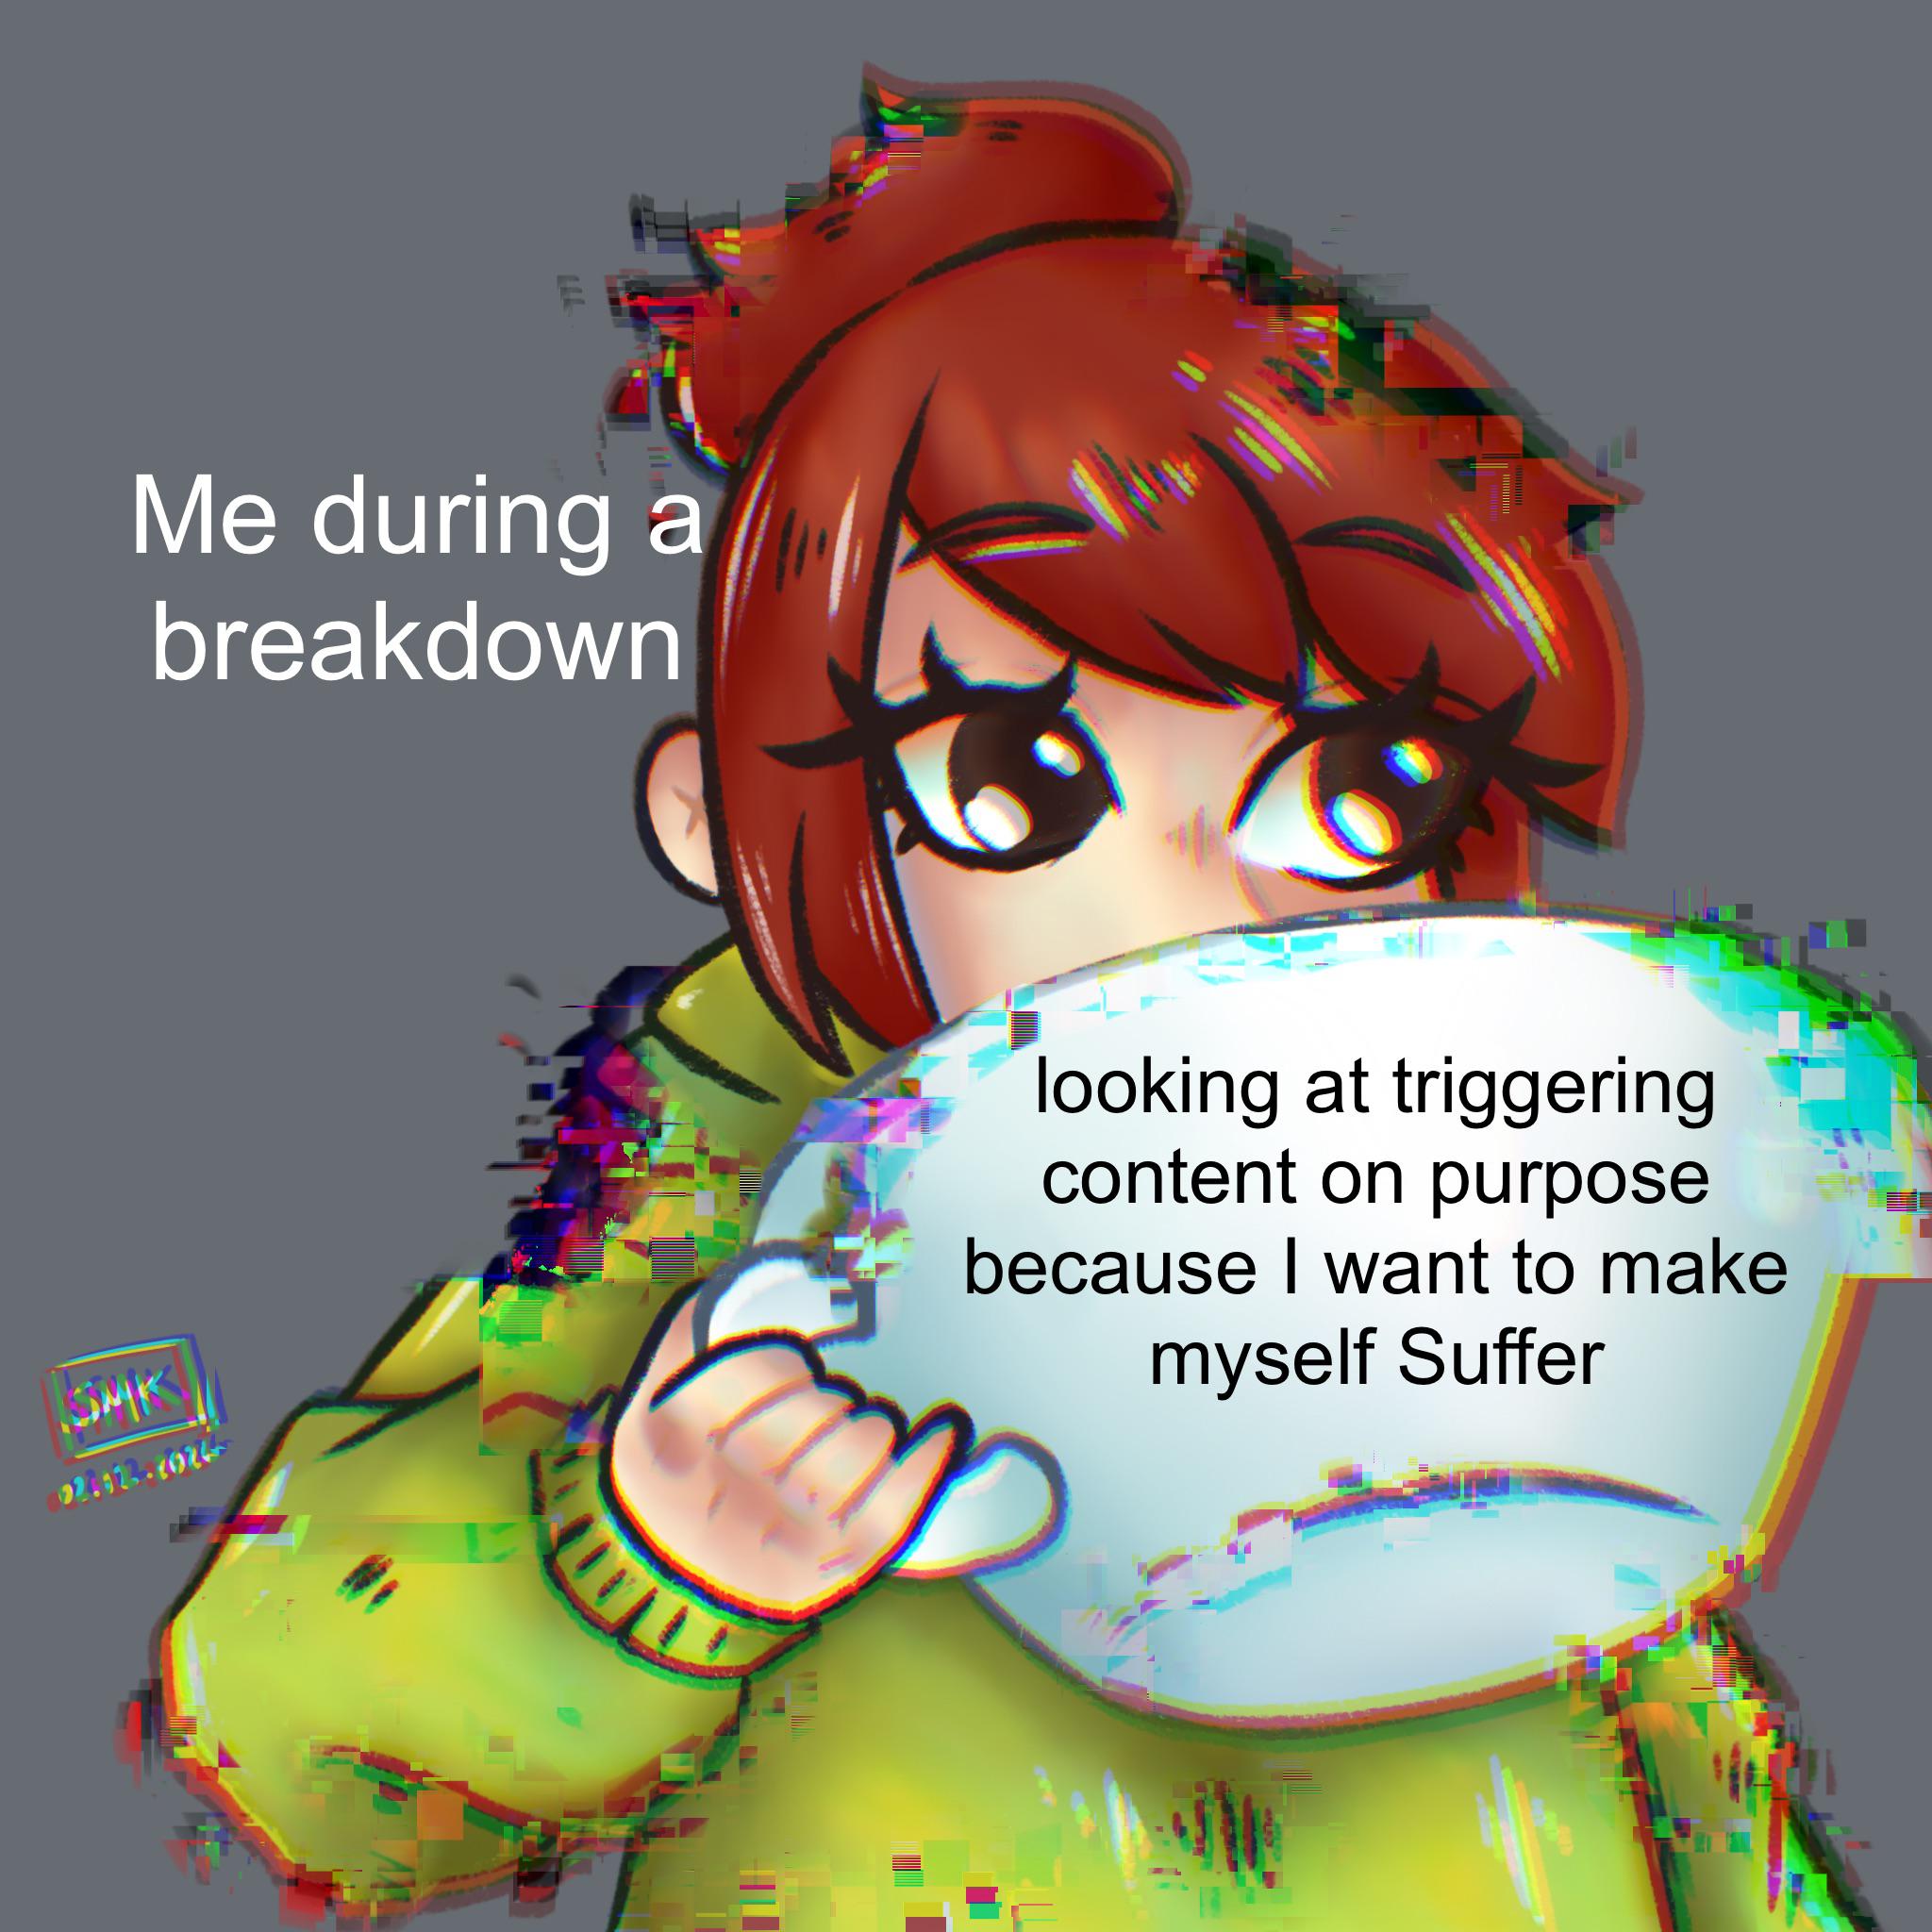 Me during a
breakdown
looking at triggering
content on purpose
because I want to make
myself Suffer
SMK